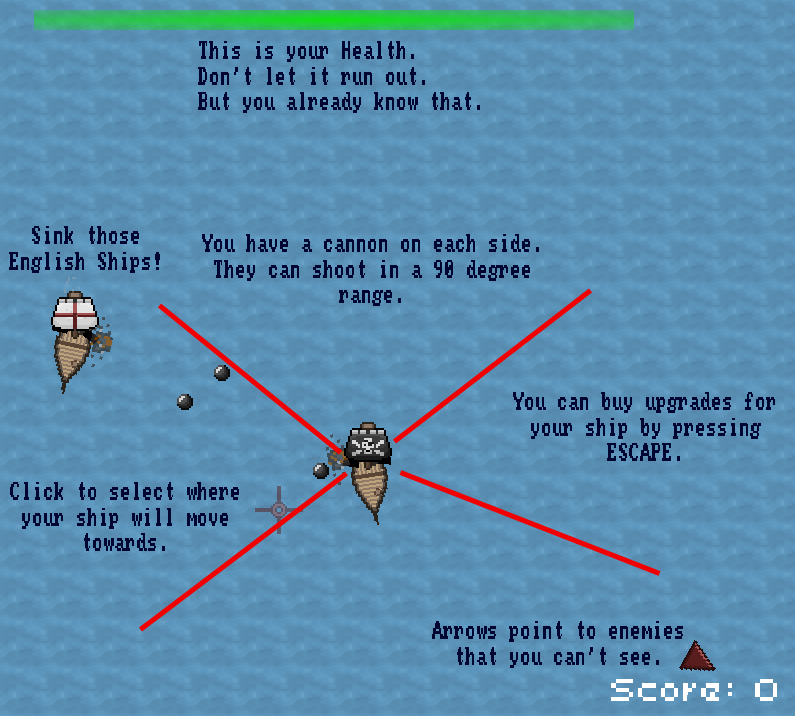 This is your Health.
Don't let it run out.
But you already know that.
Sink those
English Ships!
You have a cannon on each side.
They can shoot in a 90 degree
range.
You can buy upgrades for
your ship by pressing
ESCAPE.
Click to select where
your ship will move
towards.
Arrows point to enemies
that you can't see.
Score: 0